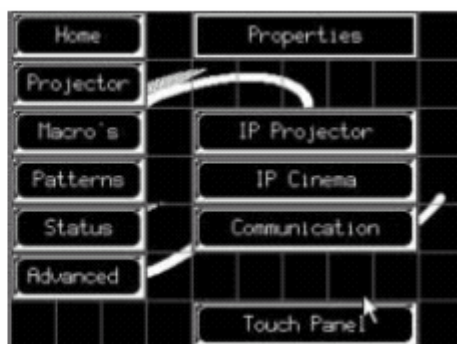 Home
Properties
Projector
Macro's
IP Projector
Patterns
IP Cinema
Status
Communication
Advanced
Touch Panel